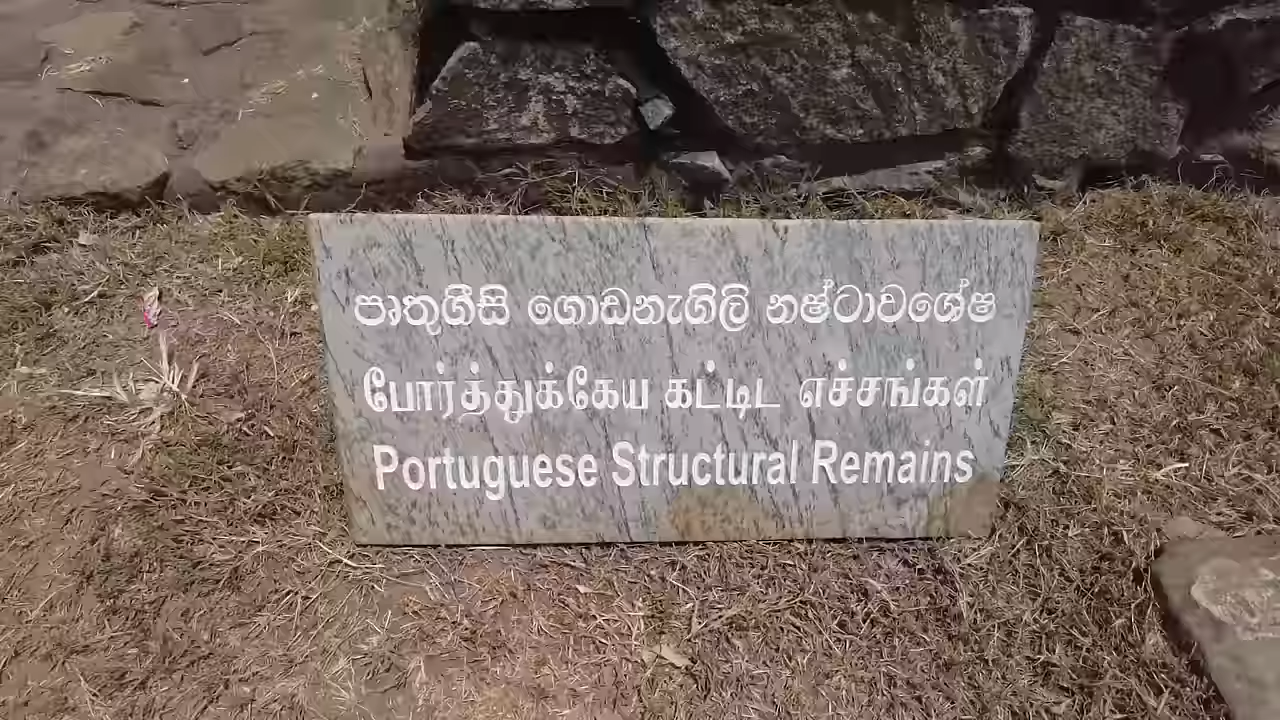 පෘතුගීසි ගොඩනැගිලි නෂ්ටාවශේෂ
போர்த்துக்கேய கட்டிட எச்சங்கள்
Portuguese Structural Remains